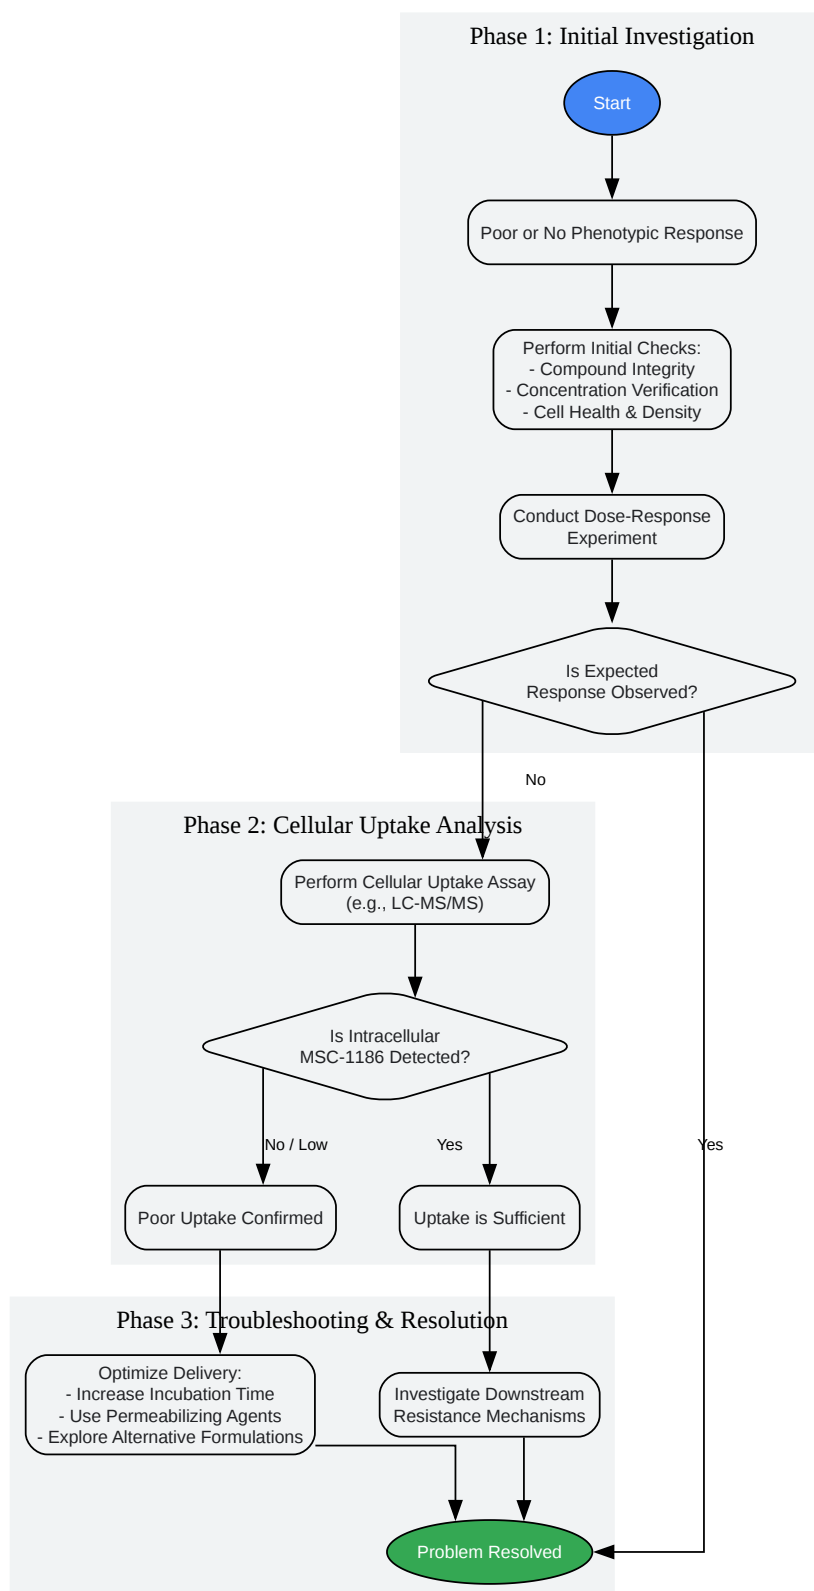 Phase 1: Initial Investigation
Start
Poor or No Phenotypic Response
Perform Initial Checks:
- Compound Integrity
- Concentration Verification
- Cell Health & Density
Conduct Dose-Response
Experiment
Is Expected
Response Observed?
No
Phase 2: Cellular Uptake Analysis
Perform Cellular Uptake Assay
(e.g., LC-MS/MS)
Is Intracellular
MSC-1186 Detected?
No / Low
Yes
Yes
Poor Uptake Confirmed
Uptake is Sufficient
Phase 3: Troubleshooting & Resolution
Optimize Delivery:
- Increase Incubation Time
- Use Permeabilizing Agents
- Explore Alternative Formulations
Investigate Downstream
Resistance Mechanisms
Problem Resolved